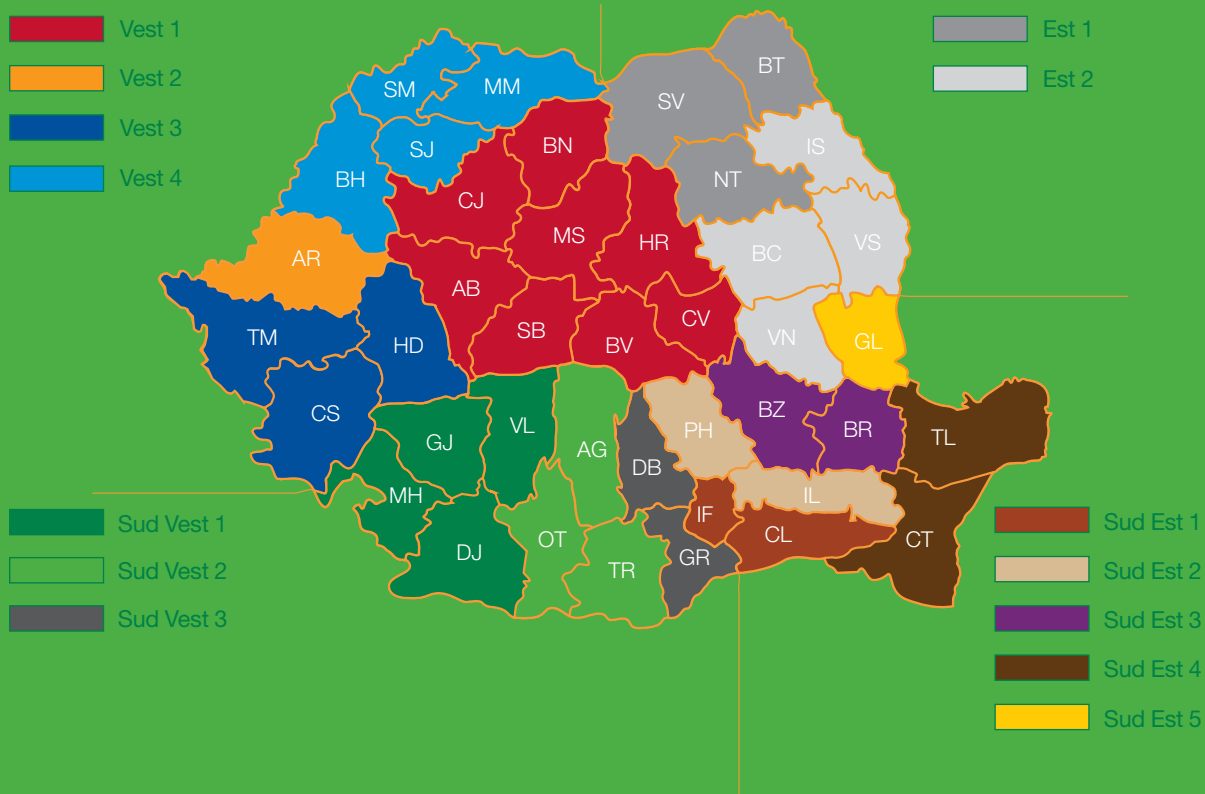 Vest 1
Vest 2
Vest 3
Vest 4
Est 1
Est 2
BT
SV
MM
SM
IS
BN
SJ
NT
BH
CJ
MS
HR
VS
BC
AR
AB
CV
SB
BV
TM
HD
VN
GL
CS
BZ
BR
TL
VL
GJ
PH
AG
DB
MH
IL
IF
CL
CT
OT
DJ
TR
GR
Sud Vest 1
Sud Vest 2
Sud Vest 3
Sud Est 1
Sud Est 2
Sud Est 3
Sud Est 4
Sud Est 5